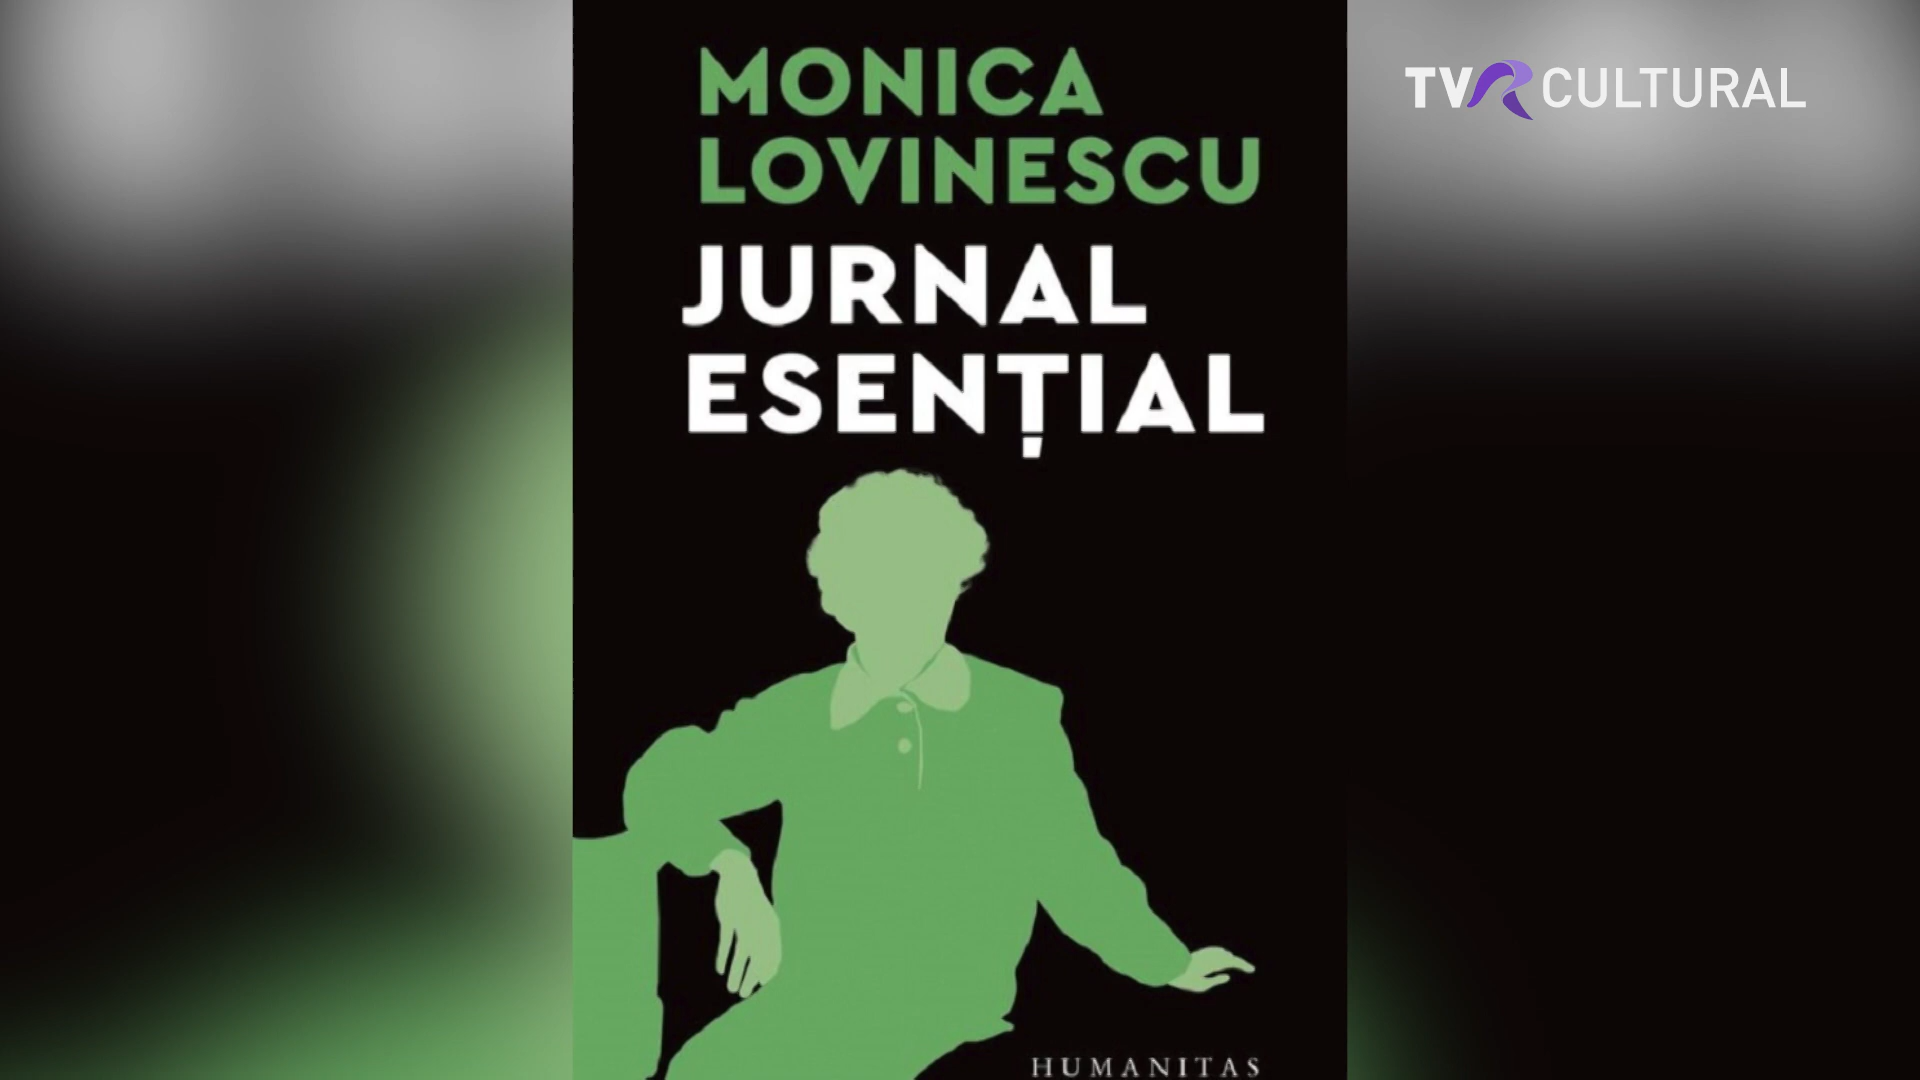 MONICA
LOVINESCU
JURNAL
ESENȚIAL
HUMANITAS
TVR CULTURAL